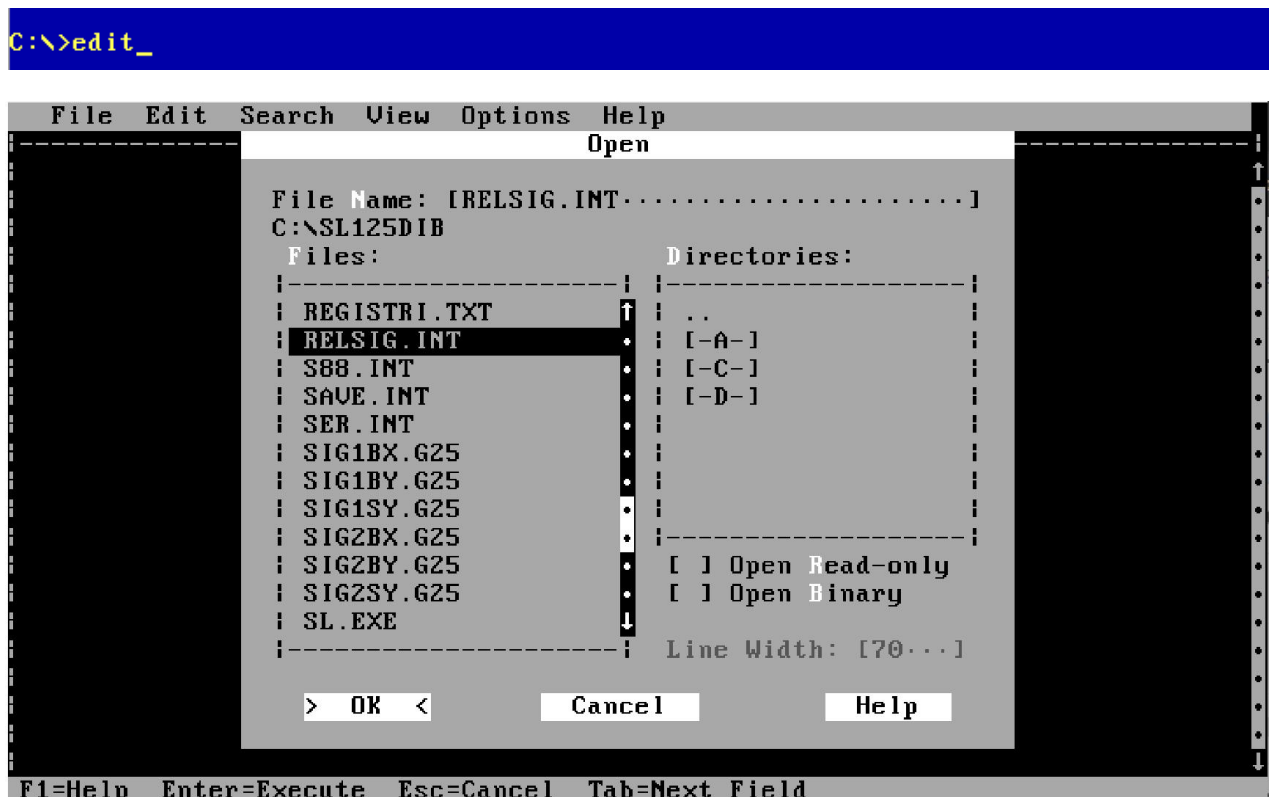 C:\>edit_
File Edit Search View Options Help
Open
File Name: [RELSIG.INT······················]
C:\SL125DIB
Files: Directories:
REGISTRI.TXT ↑ ..
RELSIG.INT [-A-]
S88.INT [-C-]
SAVE.INT [-D-]
SER.INT
SIG1BX.G25
SIG1BY.G25
SIG1SY.G25
SIG2BX.G25
SIG2BY.G25 [ ] Open Read-only
SIG2SY.G25 [ ] Open Binary
SL.EXE ↓
Line Width: [70···]
> OK < Cancel Help
F1=Help Enter=Execute Esc=Cancel Tab=Next Field